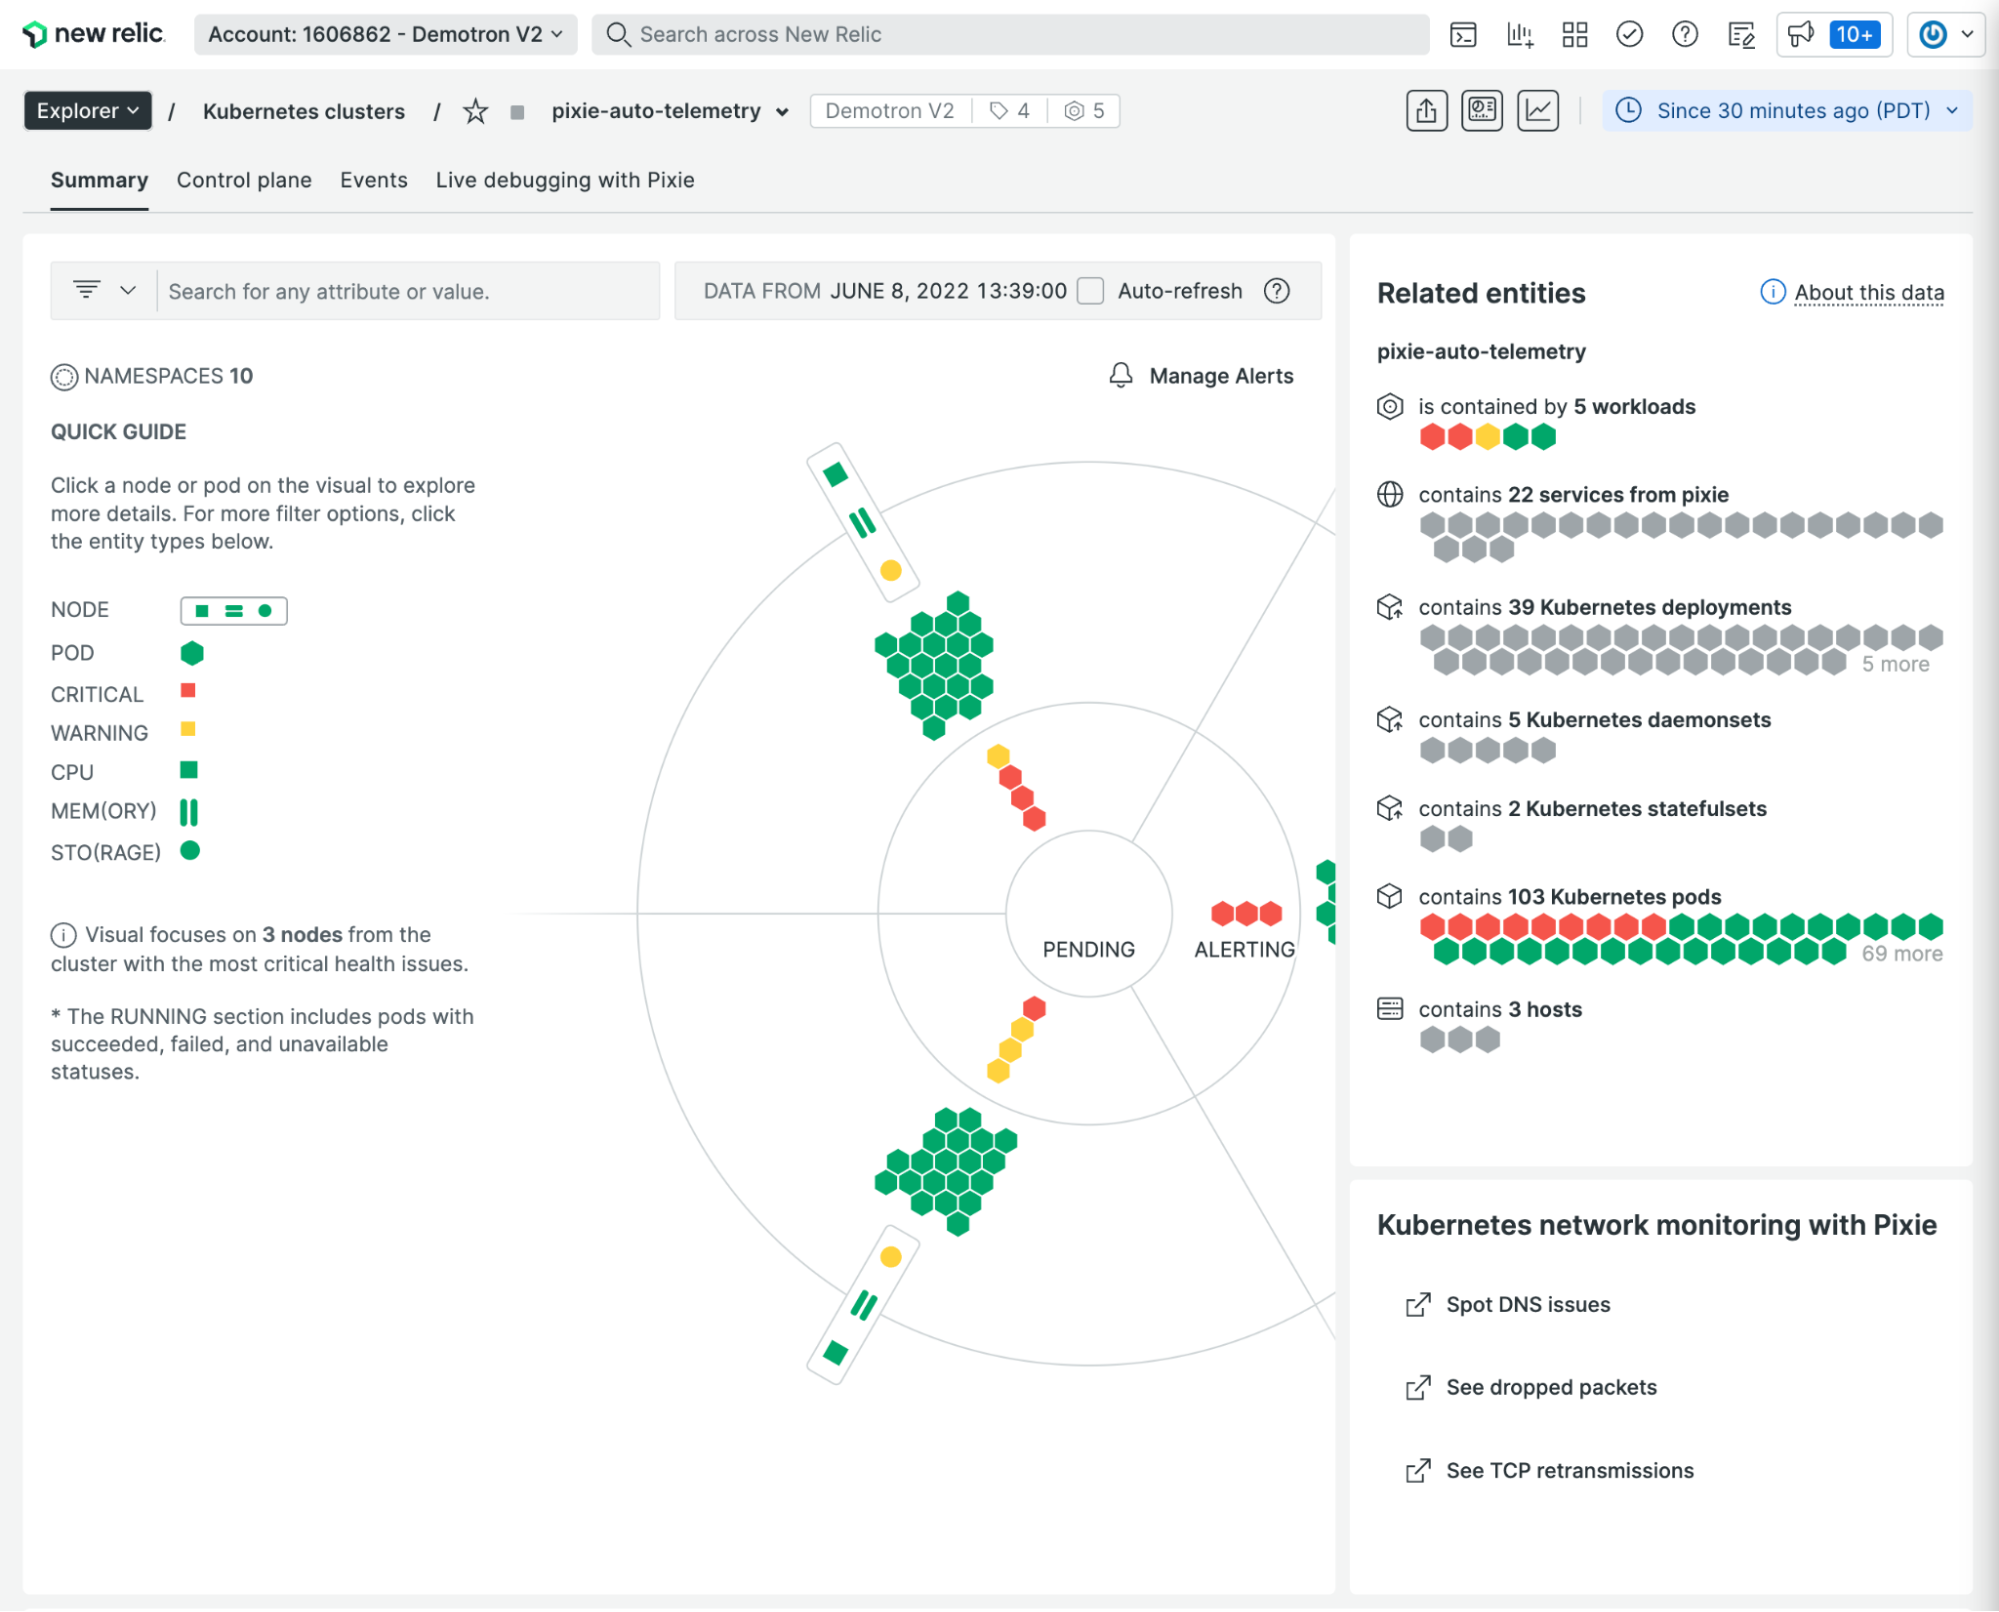 new relic.
Account: 1606862 - Demotron V2
Search across New Relic
10+
Explorer / Kubernetes clusters / pixie-auto-telemetry
Demotron V2 4 5
Since 30 minutes ago (PDT)
Summary Control plane Events Live debugging with Pixie
Search for any attribute or value.
DATA FROM JUNE 8, 2022 13:39:00 Auto-refresh
NAMESPACES 10
Manage Alerts
QUICK GUIDE
Click a node or pod on the visual to explore
more details. For more filter options, click
the entity types below.
NODE
POD
CRITICAL
WARNING
CPU
MEM(ORY)
STO(RAGE)
Visual focuses on 3 nodes from the
cluster with the most critical health issues.
* The RUNNING section includes pods with
succeeded, failed, and unavailable
statuses.
PENDING
ALERTING
Related entities
About this data
pixie-auto-telemetry
is contained by 5 workloads
contains 22 services from pixie
contains 39 Kubernetes deployments
5 more
contains 5 Kubernetes daemonsets
contains 2 Kubernetes statefulsets
contains 103 Kubernetes pods
69 more
contains 3 hosts
Kubernetes network monitoring with Pixie
Spot DNS issues
See dropped packets
See TCP retransmissions